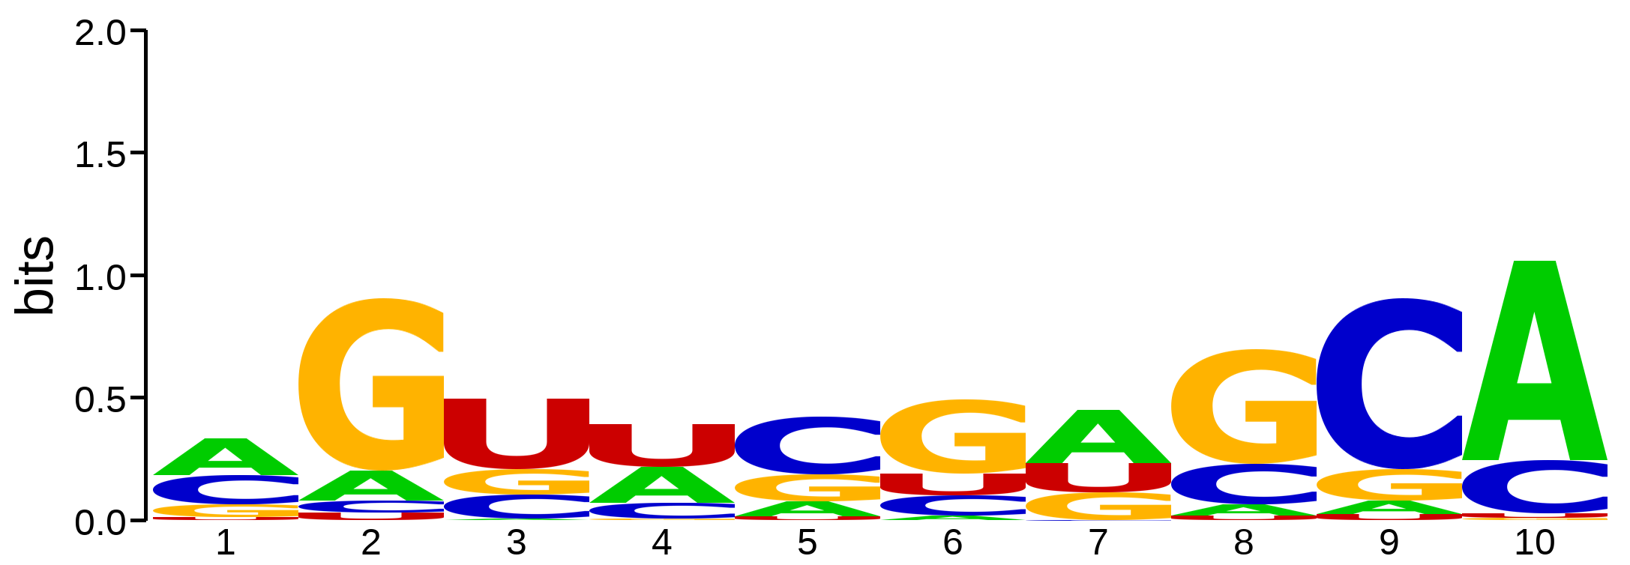 2.0
1.5
1.0
0.5
0.0
bits
A G U U C G A G C A
C A G A G U U C G C
G C C C A C G A A U
U U A G U A C U U G
1 2 3 4 5 6 7 8 9 10